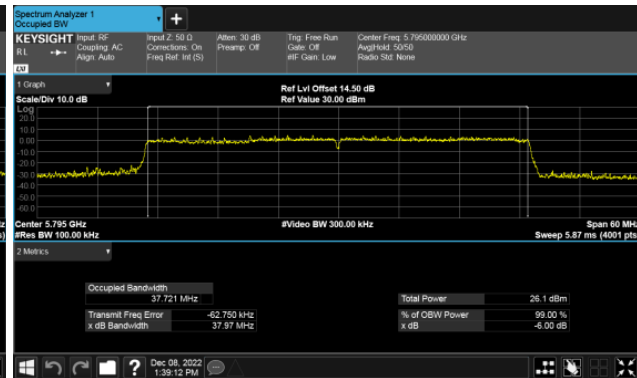 Spectrum Analyzer 1
Occupied BW
+
KEYSIGHT Input: RF Input Z: 50 Ω Atten: 30 dB Trig: Free Run Center Freq: 5.795000000 GHz
RL Coupling: AC Corrections: On Preamp: Off Gate: Off Avg|Hold: 50/50
Align: Auto Freq Ref: Int (S) #IF Gain: Low Radio Std: None
LXI
1 Graph
Ref Lvl Offset 14.50 dB
Scale/Div 10.0 dB Ref Value 30.00 dBm
Log
20.0
10.0
0.00
-10.0
-20.0
-30.0
-40.0
-50.0
-60.0
Center 5.795 GHz #Video BW 300.00 kHz Span 60 MHz
#Res BW 100.00 kHz Sweep 5.87 ms (4001 pts
2 Metrics
Occupied Bandwidth
37.721 MHz Total Power 26.1 dBm
Transmit Freq Error -62.750 kHz % of OBW Power 99.00 %
x dB Bandwidth 37.97 MHz x dB -6.00 dB
? Dec 08, 2022
1:39:12 PM